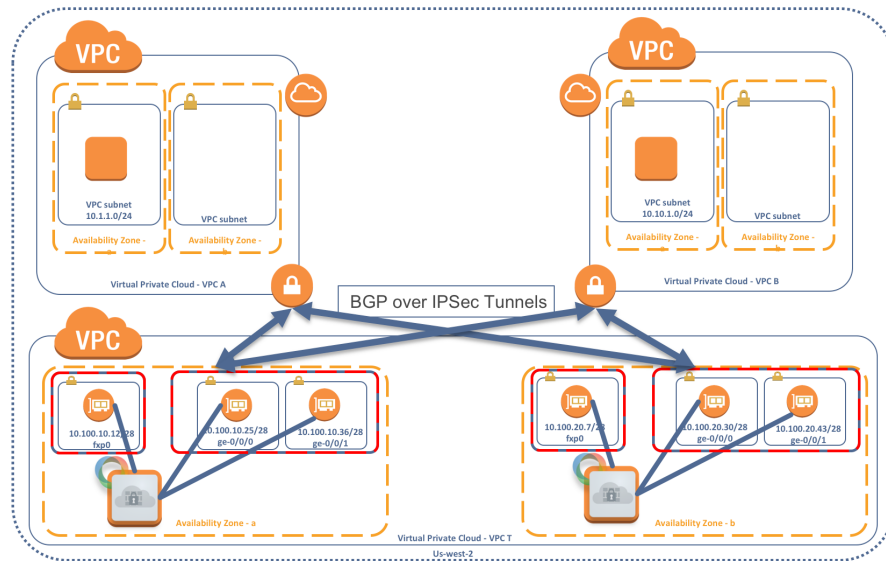 VPC
VPC
VPC subnet
10.1.1.0/24
VPC subnet
Availability Zone -
Availability Zone -
Virtual Private Cloud - VPC A
VPC subnet
10.10.1.0/24
VPC subnet
Availability Zone -
Availability Zone -
Virtual Private Cloud - VPC B
BGP over IPSec Tunnels
VPC
10.100.10.12/28
fxp0
10.100.10.25/28
ge-0/0/0
10.100.10.36/28
ge-0/0/1
Availability Zone - a
10.100.20.7/28
fxp0
10.100.20.30/28
ge-0/0/0
10.100.20.43/28
ge-0/0/1
Availability Zone - b
Virtual Private Cloud - VPC T
Us-west-2